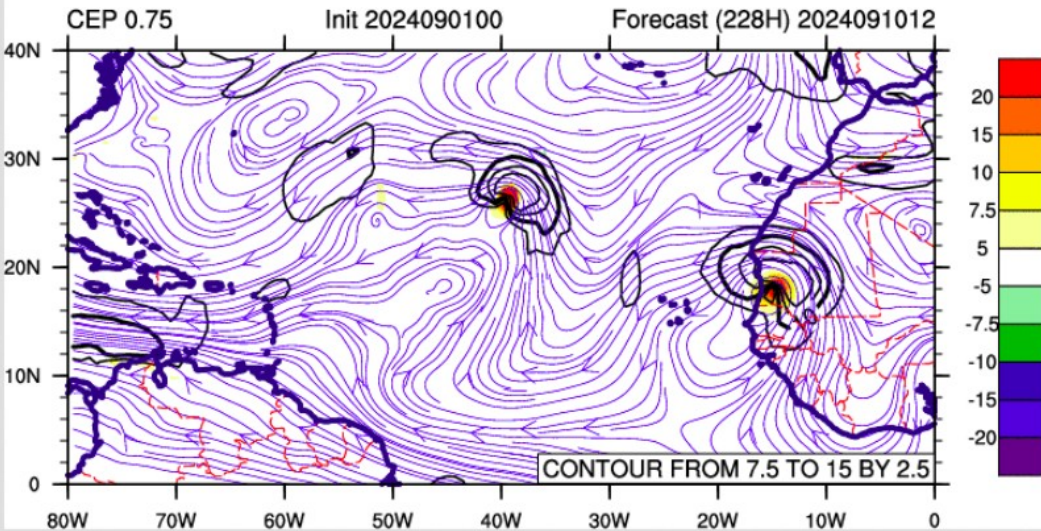 CEP 0.75 Init 2024090100 Forecast (228H) 2024091012
40N
30N
20N
10N
0
80W 70W 60W 50W 40W 30W 20W 10W 0
CONTOUR FROM 7.5 TO 15 BY 2.5
20
15
10
7.5
5
-5
-7.5
-10
-15
-20